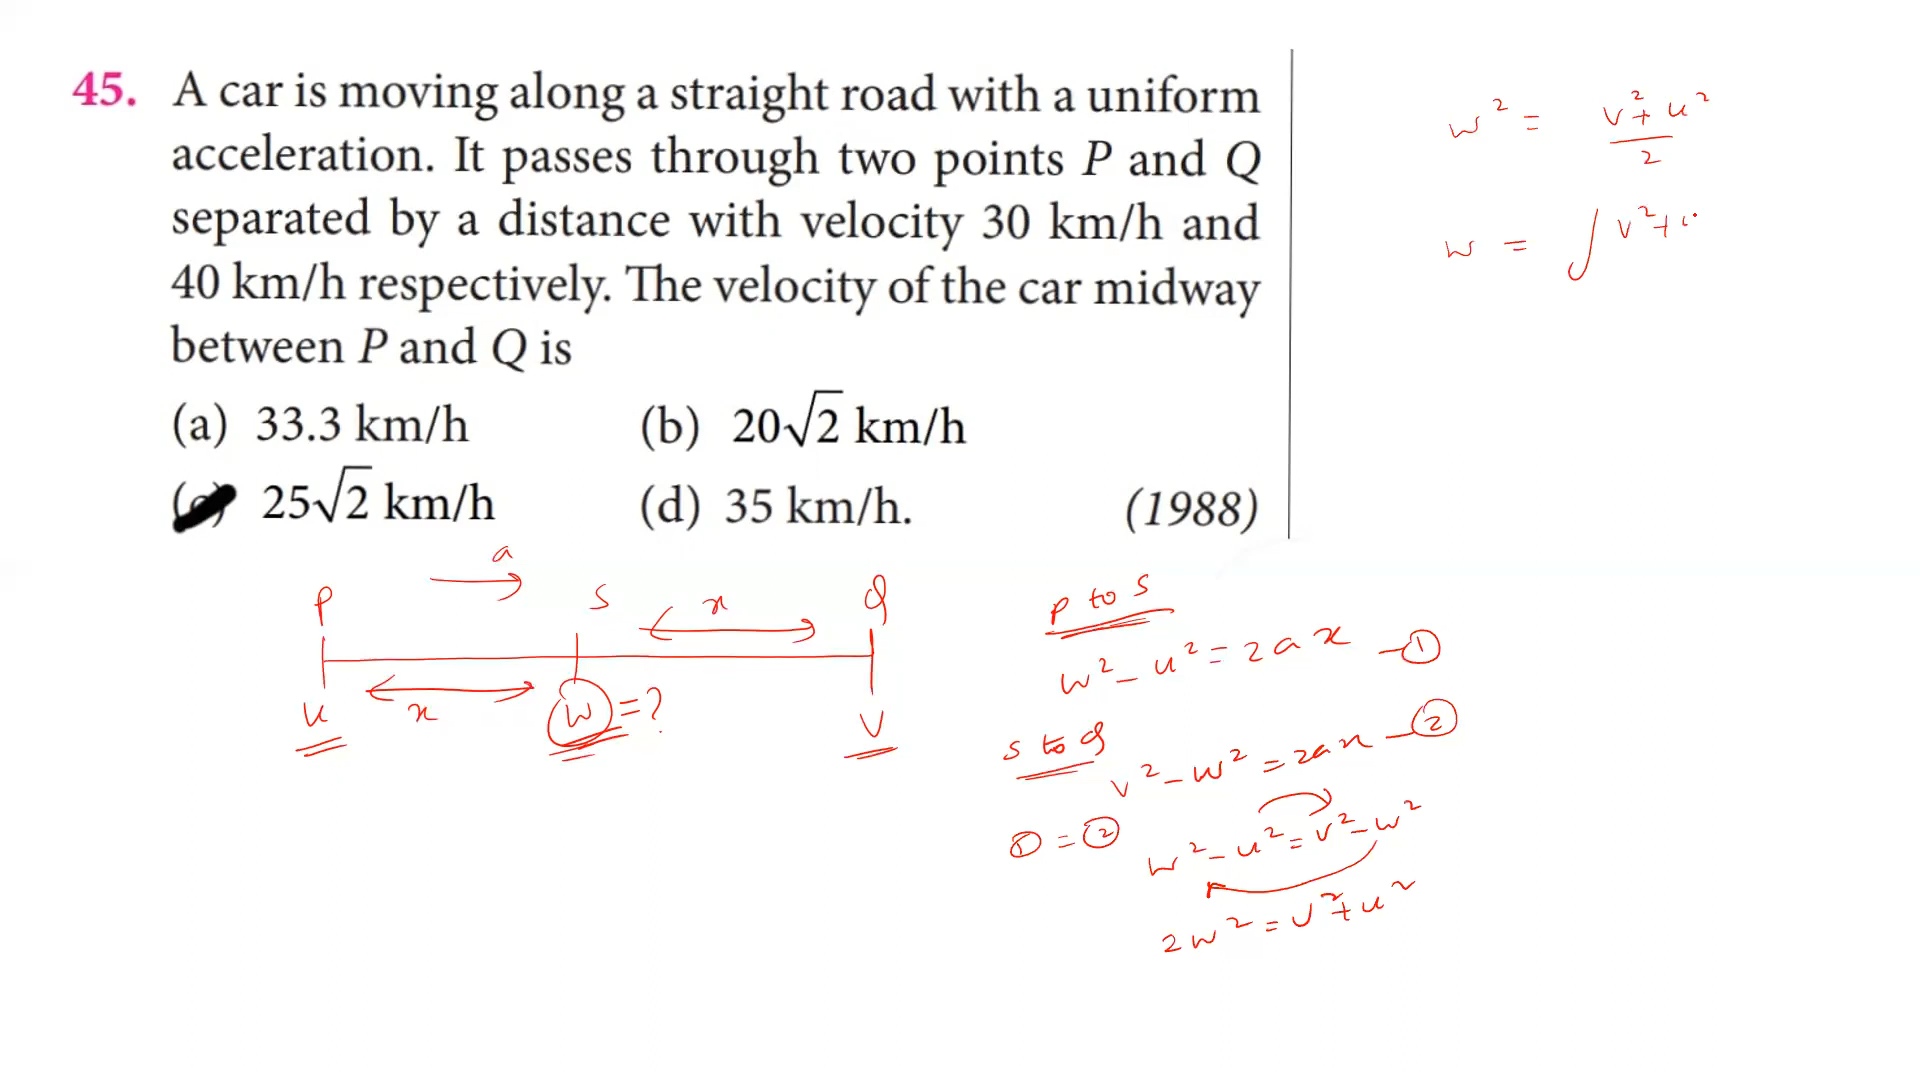 45. A car is moving along a straight road with a uniform
acceleration. It passes through two points P and Q
separated by a distance with velocity 30 km/h and
40 km/h respectively. The velocity of the car midway
between P and Q is
(a) 33.3 km/h (b) 20√2 km/h
(c) 25√2 km/h (d) 35 km/h. (1988)
w² = v²+u²/2
w = √v²+u
a
P S x Q
x
u w = ? v
P to S
w² - u² = 2ax - ①
S to Q
v² - w² = 2ax - ②
① = ②
w² - u² = v² - w²
2w² = v² + u²